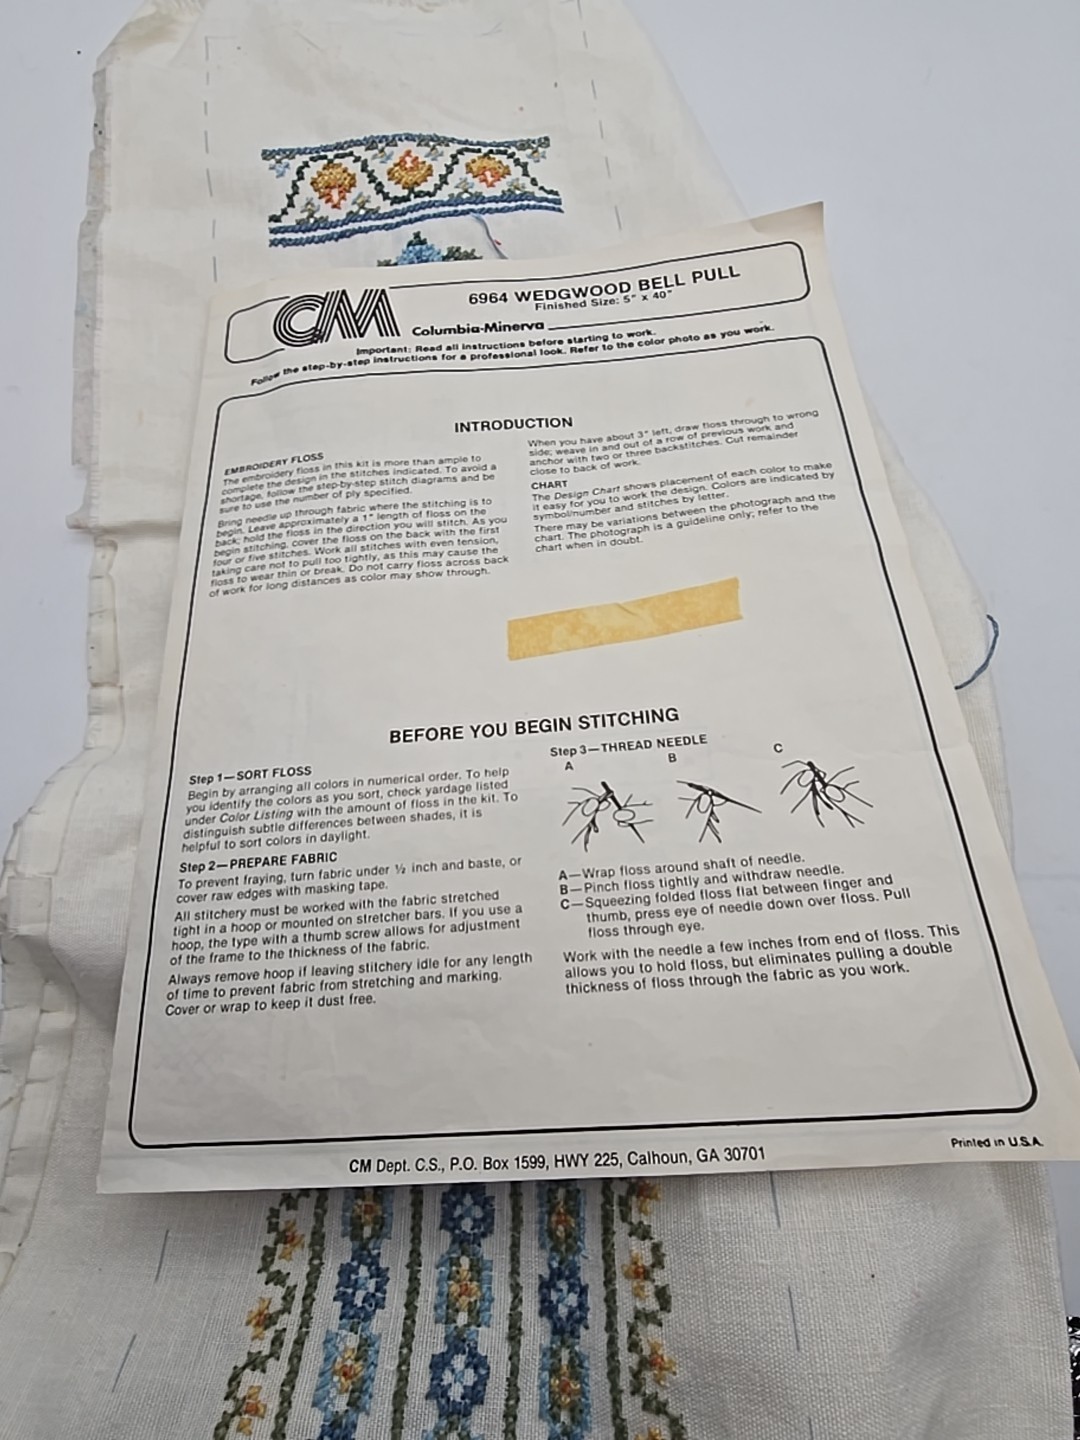 CM
6964 WEDGWOOD BELL PULL
Finished Size: 5" x 40"
Columbia-Minerva
Important: Read all instructions before starting to work.
Follow the step-by-step instructions for a professional look. Refer to the color photo as you work.
INTRODUCTION
EMBROIDERY FLOSS
The embroidery floss in this kit is more than ample to
complete the design in the stitches indicated. To avoid a
shortage, follow the step-by-step stitch diagrams and be
sure to use the number of ply specified.
Bring needle up through fabric where the stitching is to
begin. Leave approximately a 1" length of floss on the
back; hold the floss in the direction you will stitch. As you
begin stitching, cover the floss on the back with the first
four or five stitches. Work all stitches with even tension,
taking care not to pull too tightly, as this may cause the
floss to wear thin or break. Do not carry floss across back
of work for long distances as color may show through.
When you have about 3" left, draw floss through to wrong
side; weave in and out of a row of previous work and
anchor with two or three backstitches. Cut remainder
close to back of work.
CHART
The Design Chart shows placement of each color to make
it easy for you to work the design. Colors are indicated by
symbol/number and stitches by letter.
There may be variations between the photograph and the
chart. The photograph is a guideline only; refer to the
chart when in doubt.
BEFORE YOU BEGIN STITCHING
Step 1—SORT FLOSS
Begin by arranging all colors in numerical order. To help
you identify the colors as you sort, check yardage listed
under Color Listing with the amount of floss in the kit. To
distinguish subtle differences between shades, it is
helpful to sort colors in daylight.
Step 2—PREPARE FABRIC
To prevent fraying, turn fabric under ½ inch and baste, or
cover raw edges with masking tape.
All stitchery must be worked with the fabric stretched
tight in a hoop or mounted on stretcher bars. If you use a
hoop, the type with a thumb screw allows for adjustment
of the frame to the thickness of the fabric.
Always remove hoop if leaving stitchery idle for any length
of time to prevent fabric from stretching and marking.
Cover or wrap to keep it dust free.
Step 3—THREAD NEEDLE
A B C
A—Wrap floss around shaft of needle.
B—Pinch floss tightly and withdraw needle.
C—Squeezing folded floss flat between finger and
thumb, press eye of needle down over floss. Pull
floss through eye.
Work with the needle a few inches from end of floss. This
allows you to hold floss, but eliminates pulling a double
thickness of floss through the fabric as you work.
Printed in U.S.A.
CM Dept. C.S., P.O. Box 1599, HWY 225, Calhoun, GA 30701